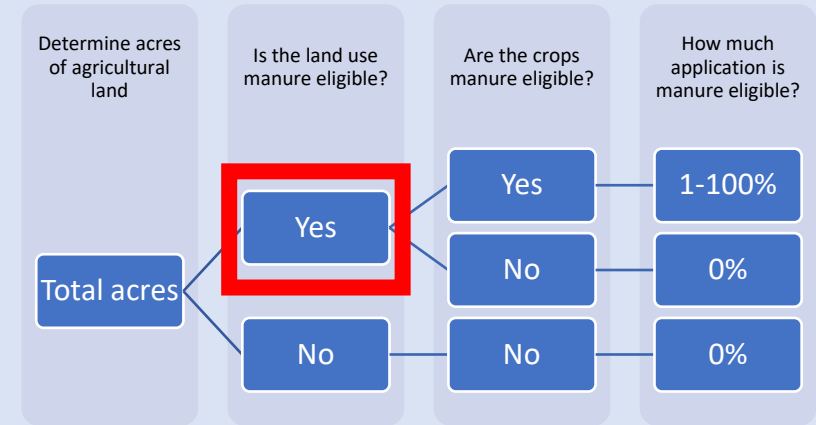 Determine acres
of agricultural
land
Is the land use
manure eligible?
Are the crops
manure eligible?
How much
application is
manure eligible?
Total acres
Yes
No
Yes
No
No
1-100%
0%
0%